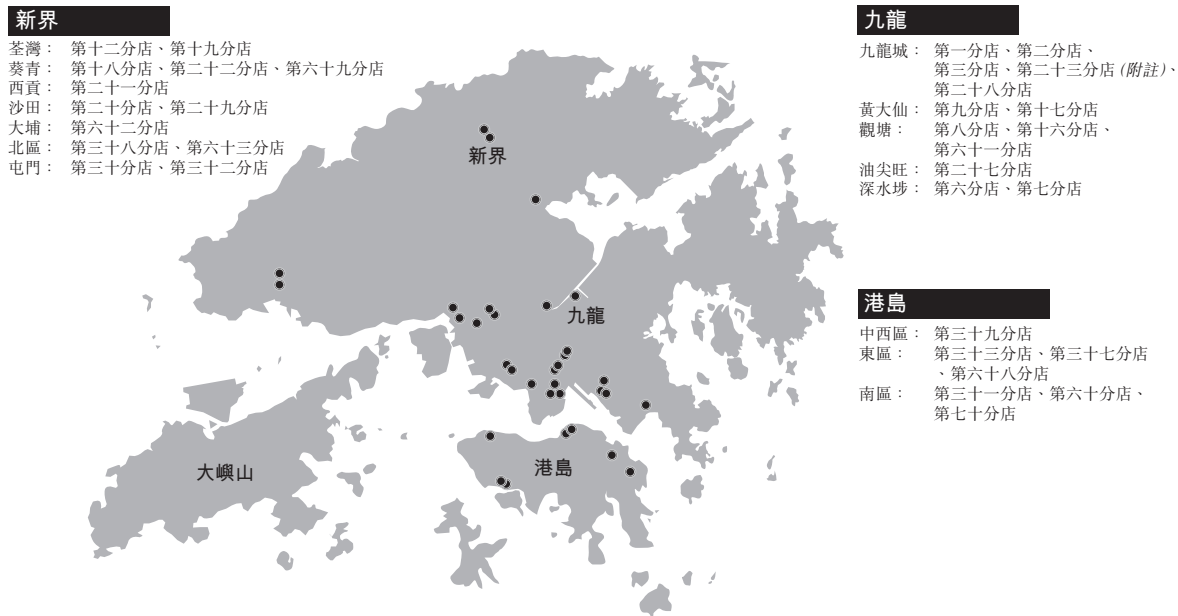 新界
荃灣： 第十二分店、第十九分店
葵青： 第十八分店、第二十二分店、第六十九分店
西貢： 第二十一分店
沙田： 第二十分店、第二十九分店
大埔： 第六十二分店
北區： 第三十八分店、第六十三分店
屯門： 第三十分店、第三十二分店
九龍
九龍城： 第一分店、第二分店、
第三分店、第二十三分店(附註)、
第二十八分店
黃大仙： 第九分店、第十七分店
觀塘： 第八分店、第十六分店、
第六十一分店
油尖旺： 第二十七分店
深水埗： 第六分店、第七分店
港島
中西區： 第三十九分店
東區： 第三十三分店、第三十七分店
、第六十八分店
南區： 第三十一分店、第六十分店、
第七十分店
新界
九龍
大嶼山
港島